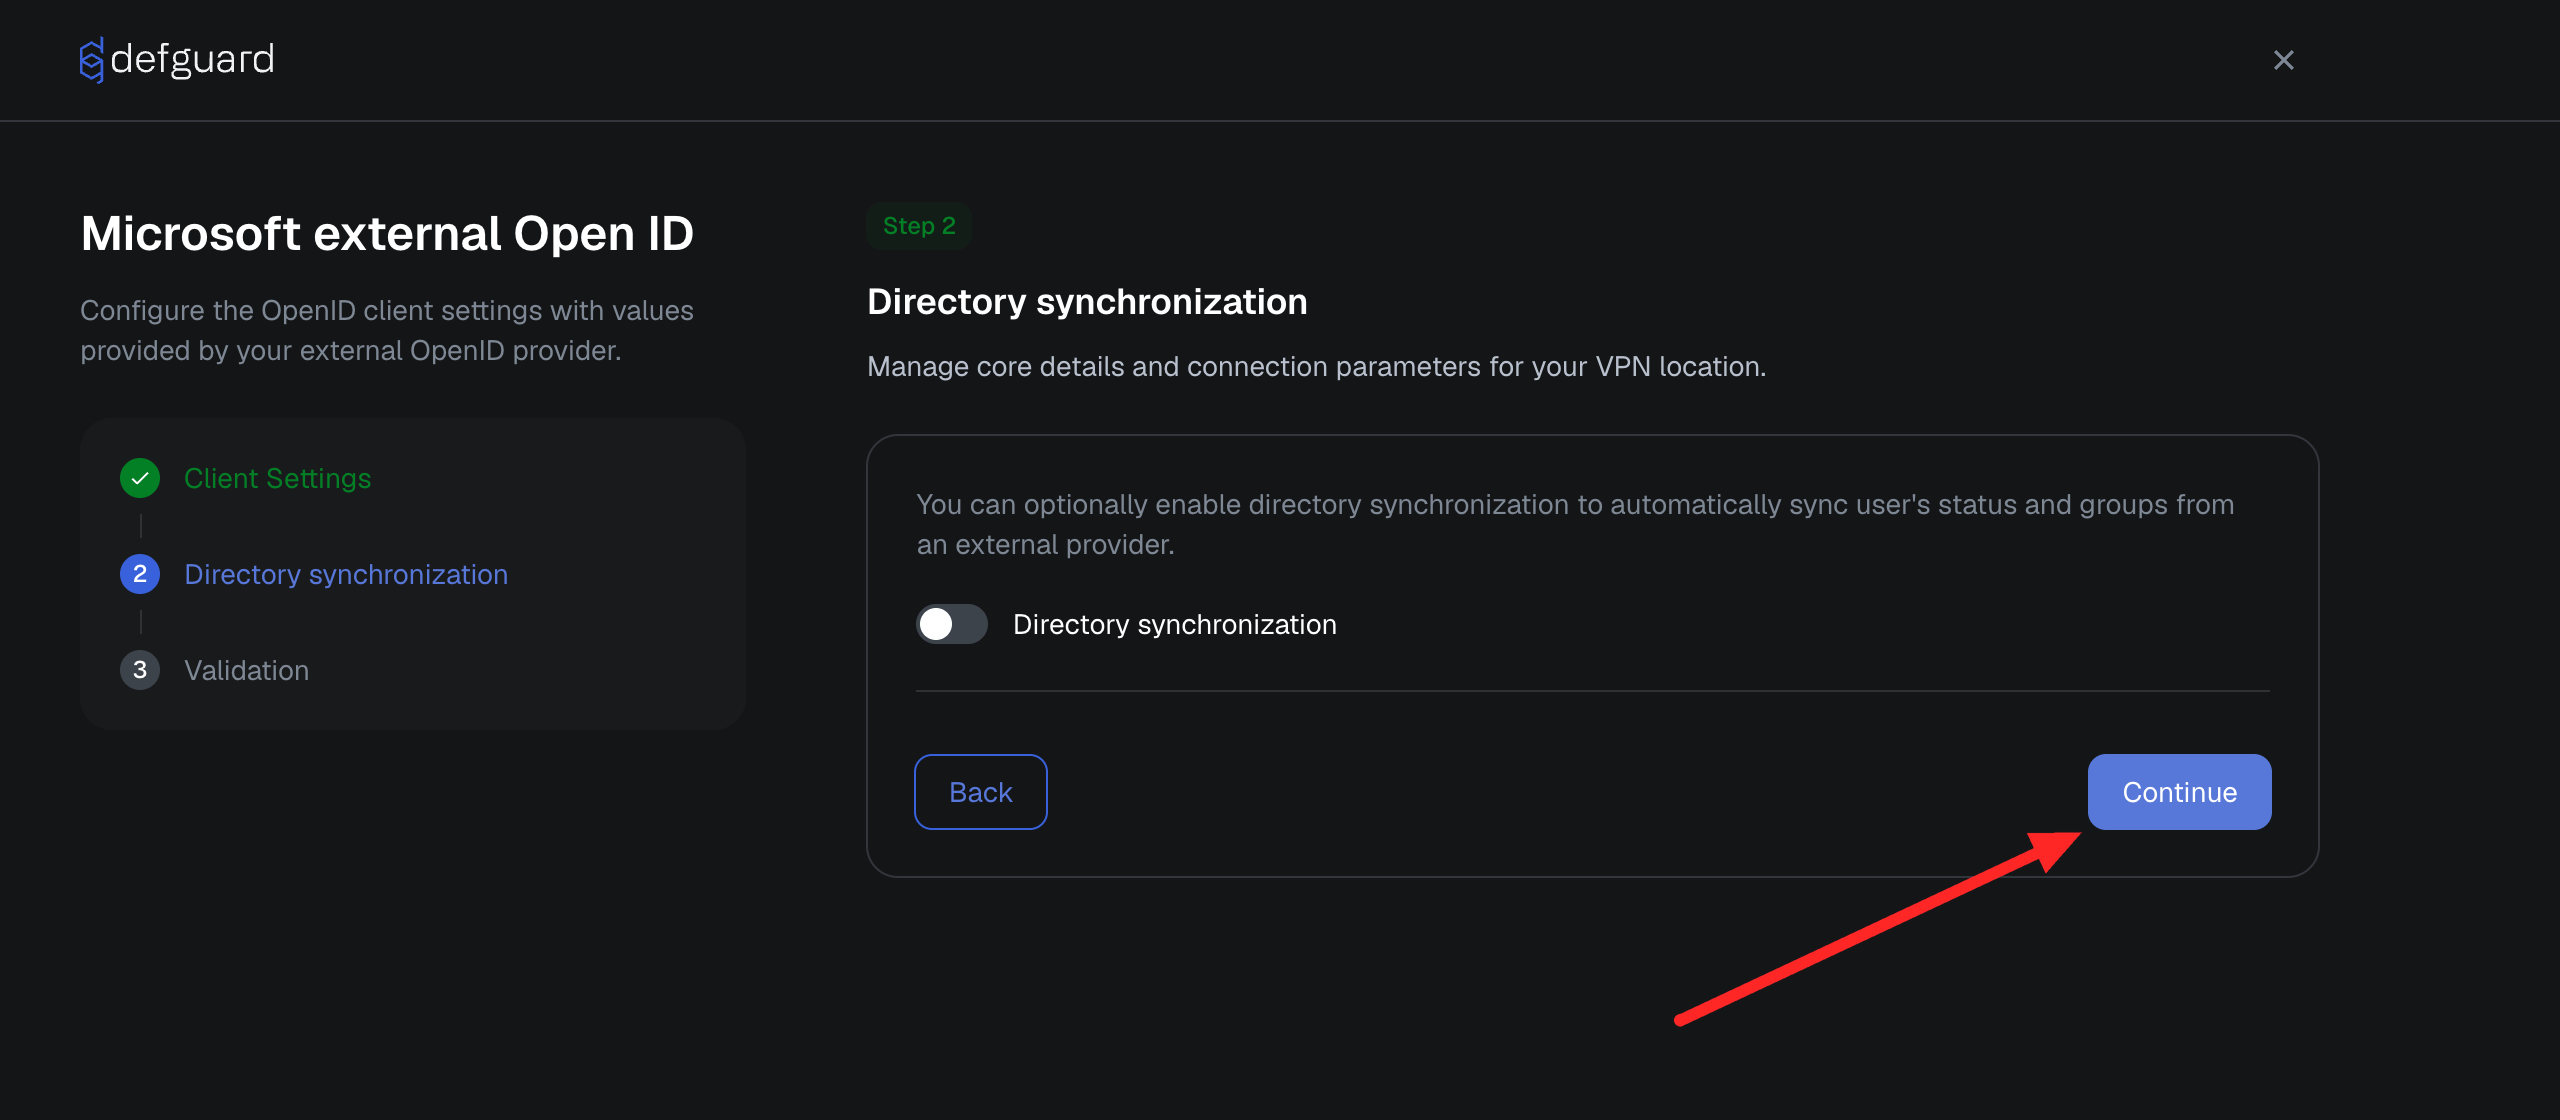 defguard
Microsoft external Open ID
Configure the OpenID client settings with values
provided by your external OpenID provider.
Client Settings
2 Directory synchronization
3 Validation
Step 2
Directory synchronization
Manage core details and connection parameters for your VPN location.
You can optionally enable directory synchronization to automatically sync user's status and groups from
an external provider.
Directory synchronization
Back
Continue